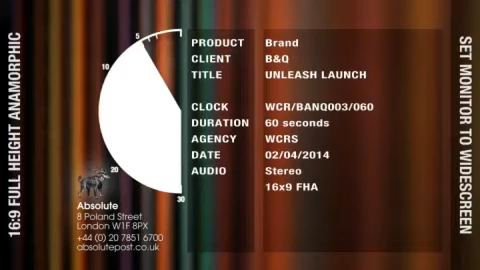 16:9 FULL HEIGHT ANAMORPHIC
5
10
20
30
PRODUCT Brand
CLIENT B&Q
TITLE UNLEASH LAUNCH
CLOCK WCR/BANQ003/060
DURATION 60 seconds
AGENCY WCRS
DATE 02/04/2014
AUDIO Stereo
16x9 FHA
Absolute
8 Poland Street
London W1F 8PX
+44 (0) 20 7851 6700
absolutepost.co.uk
SET MONITOR TO WIDESCREEN